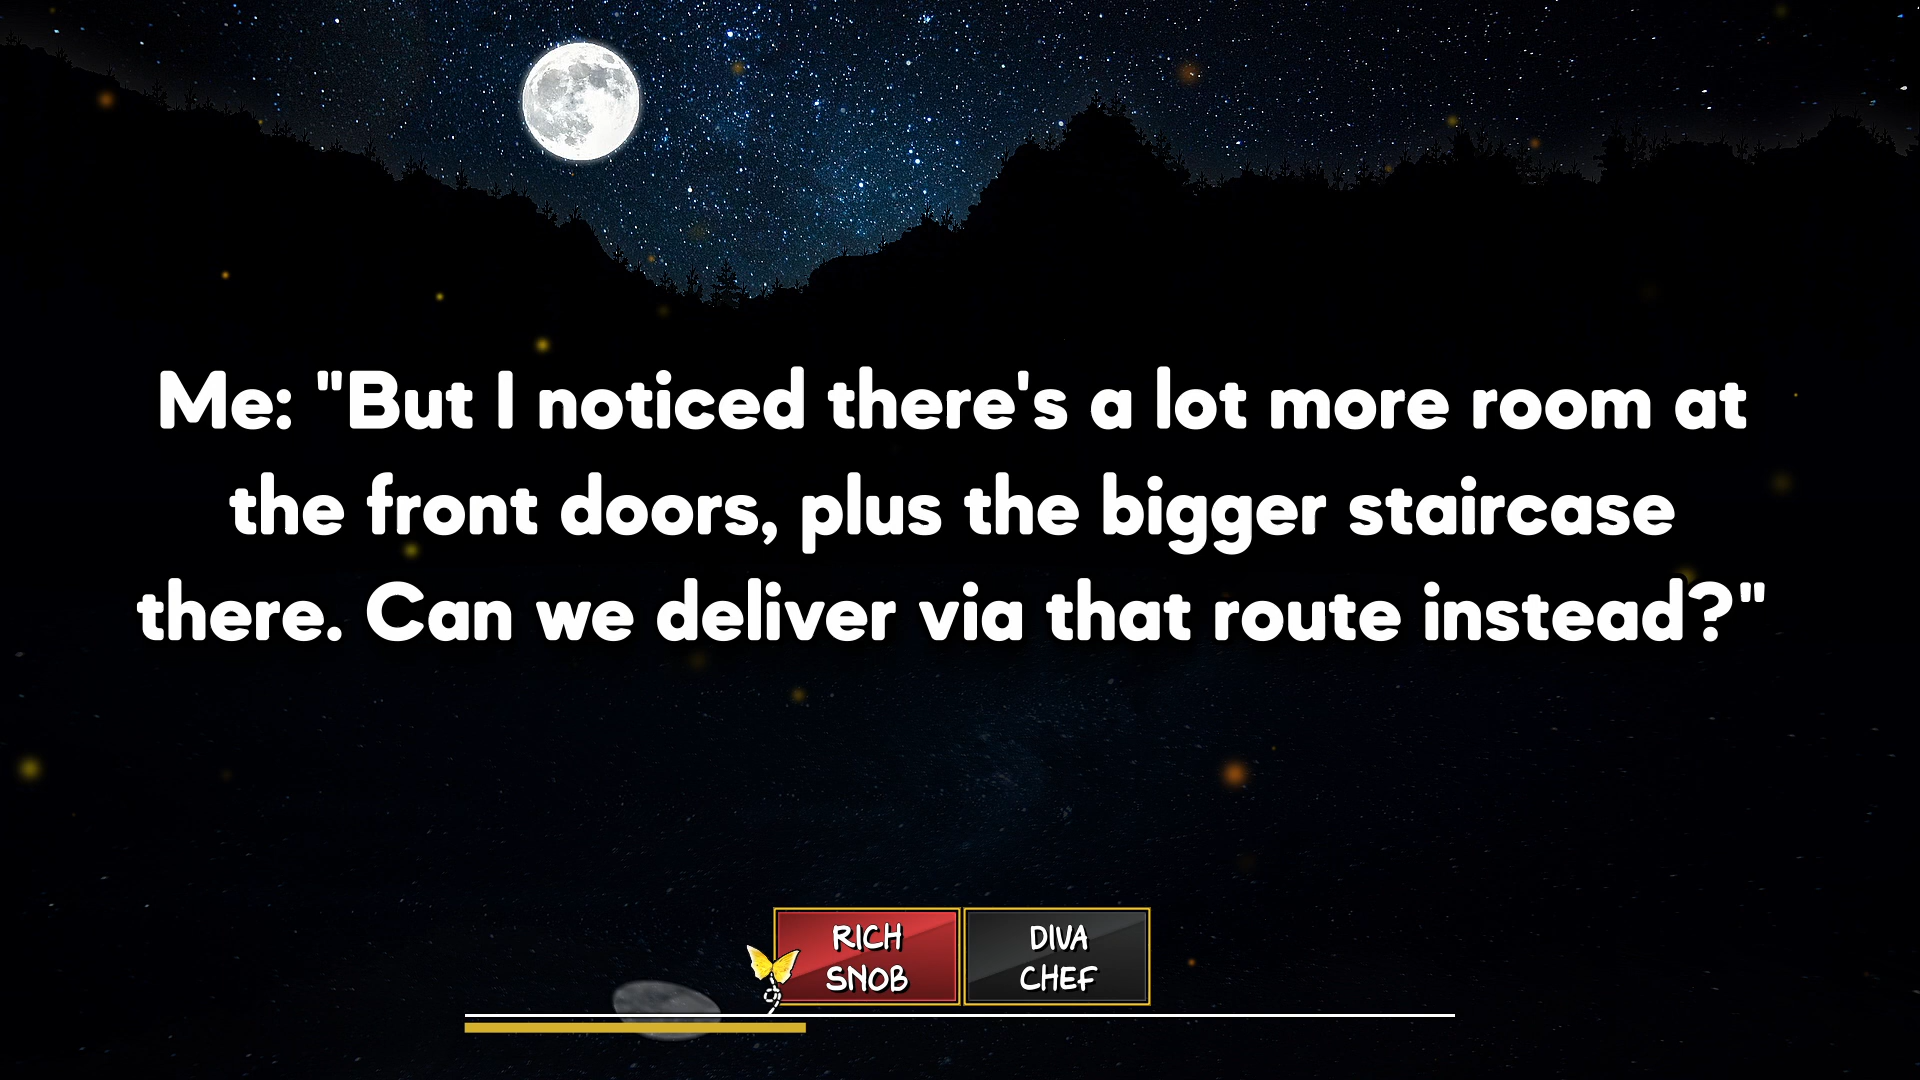 Me: "But I noticed there's a lot more room at
the front doors, plus the bigger staircase
there. Can we deliver via that route instead?"
RICH
SNOB
DIVA
CHEF